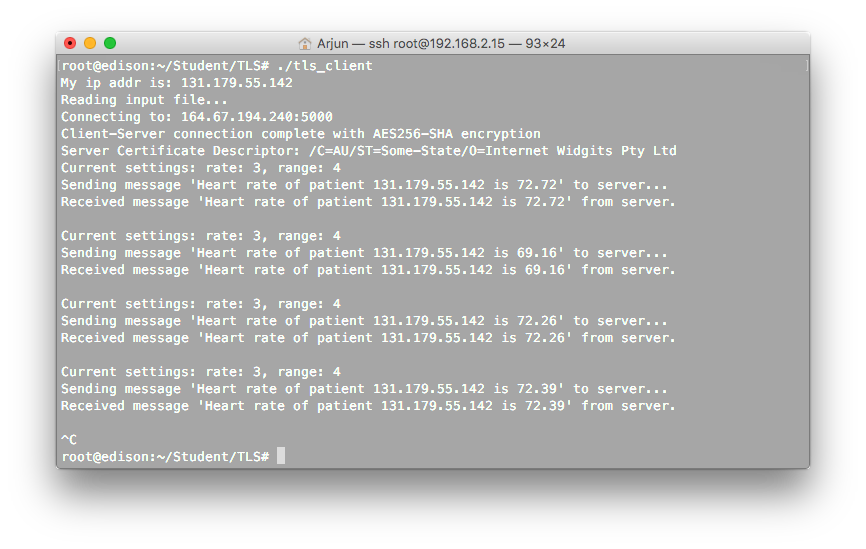 Arjun — ssh root@192.168.2.15 — 93×24
root@edison:~/Student/TLS# ./tls_client
My ip addr is: 131.179.55.142
Reading input file...
Connecting to: 164.67.194.240:5000
Client-Server connection complete with AES256-SHA encryption
Server Certificate Descriptor: /C=AU/ST=Some-State/O=Internet Widgits Pty Ltd
Current settings: rate: 3, range: 4
Sending message 'Heart rate of patient 131.179.55.142 is 72.72' to server...
Received message 'Heart rate of patient 131.179.55.142 is 72.72' from server.
Current settings: rate: 3, range: 4
Sending message 'Heart rate of patient 131.179.55.142 is 69.16' to server...
Received message 'Heart rate of patient 131.179.55.142 is 69.16' from server.
Current settings: rate: 3, range: 4
Sending message 'Heart rate of patient 131.179.55.142 is 72.26' to server...
Received message 'Heart rate of patient 131.179.55.142 is 72.26' from server.
Current settings: rate: 3, range: 4
Sending message 'Heart rate of patient 131.179.55.142 is 72.39' to server...
Received message 'Heart rate of patient 131.179.55.142 is 72.39' from server.
^C
root@edison:~/Student/TLS#